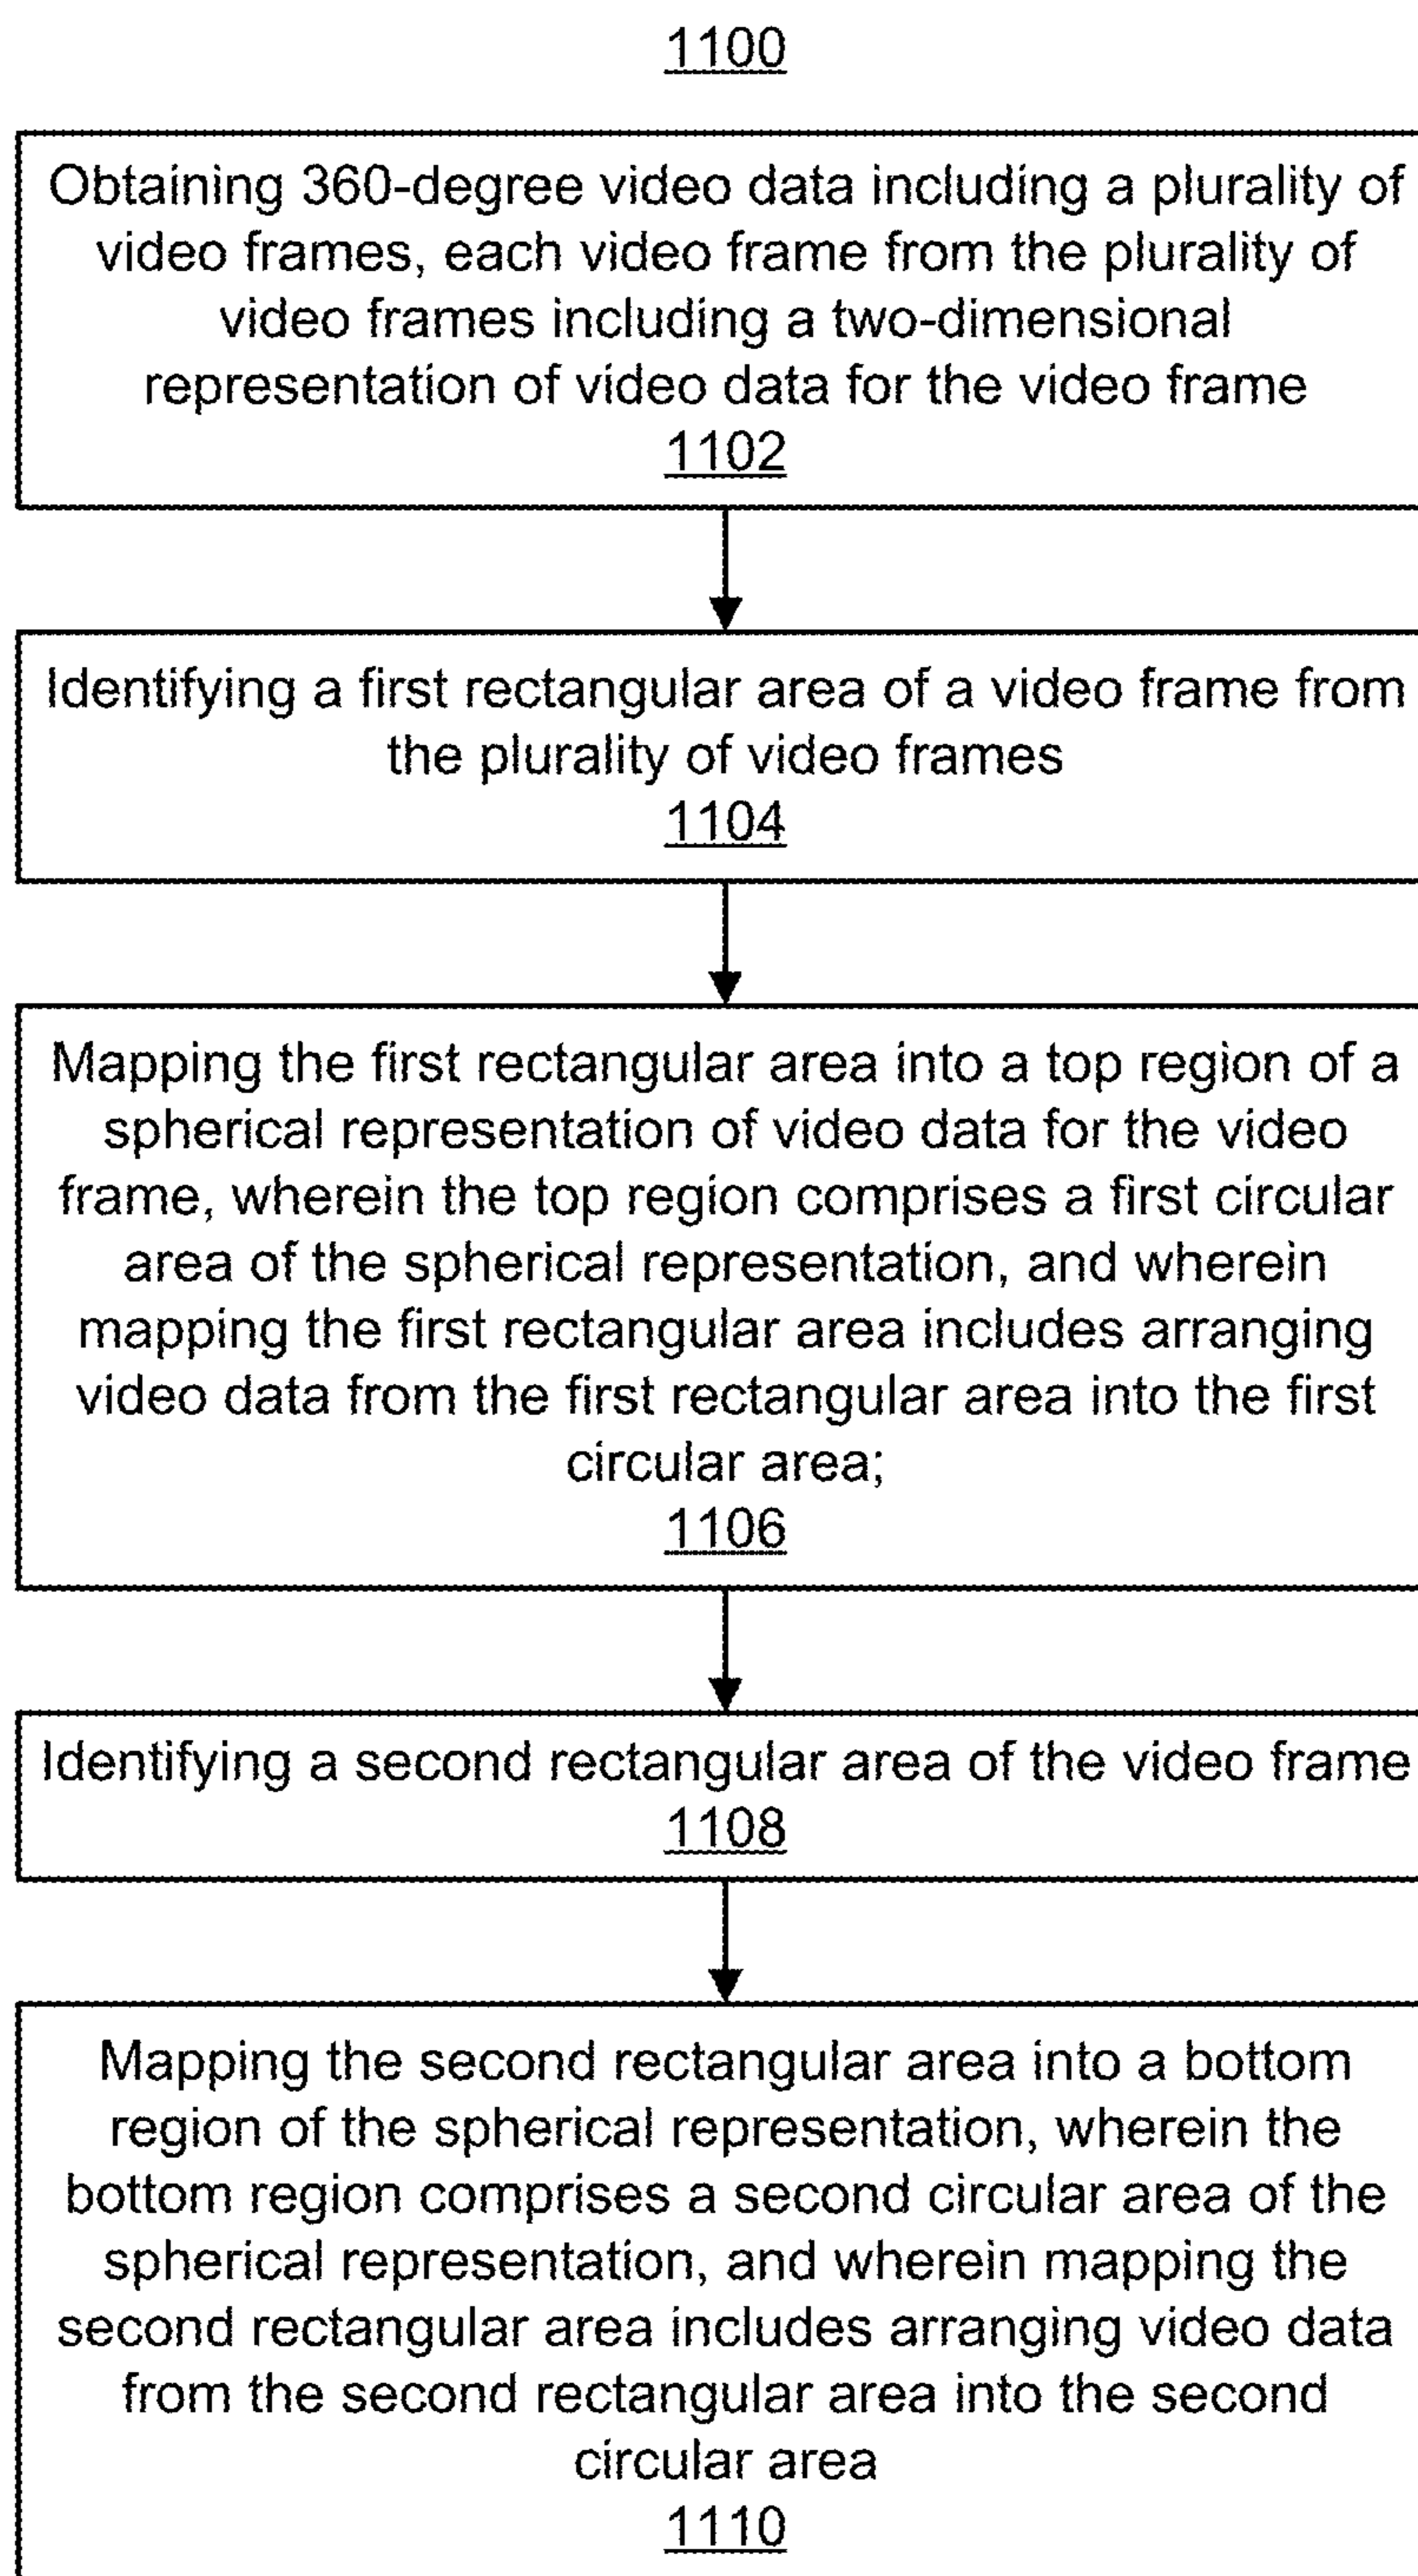 1100
Obtaining 360-degree video data including a plurality of
video frames, each video frame from the plurality of
video frames including a two-dimensional
representation of video data for the video frame
1102
Identifying a first rectangular area of a video frame from
the plurality of video frames
1104
Mapping the first rectangular area into a top region of a
spherical representation of video data for the video
frame, wherein the top region comprises a first circular
area of the spherical representation, and wherein
mapping the first rectangular area includes arranging
video data from the first rectangular area into the first
circular area;
1106
Identifying a second rectangular area of the video frame
1108
Mapping the second rectangular area into a bottom
region of the spherical representation, wherein the
bottom region comprises a second circular area of the
spherical representation, and wherein mapping the
second rectangular area includes arranging video data
from the second rectangular area into the second
circular area
1110